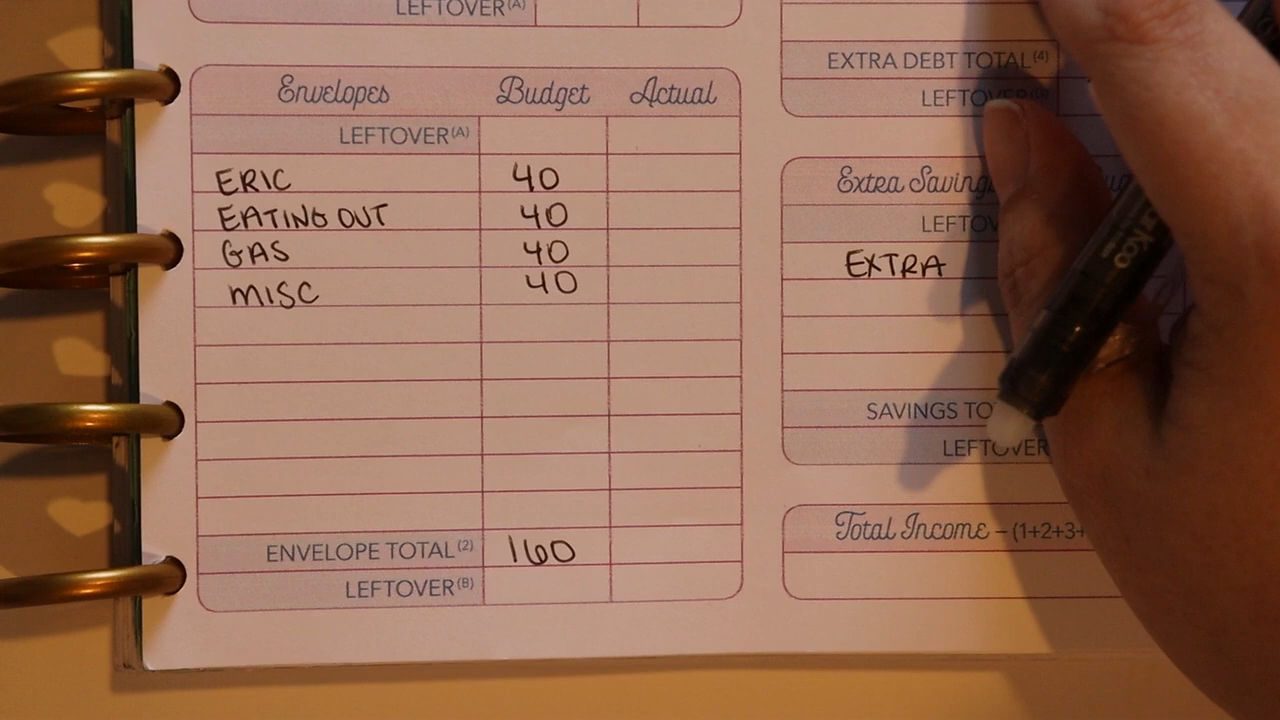 LEFTOVER(A)
Envelopes Budget Actual
LEFTOVER(A)
ERIC 40
EATING OUT 40
GAS 40
MISC 40
ENVELOPE TOTAL(2) 160
LEFTOVER(B)
EXTRA DEBT TOTAL(4)
Extra
EXTRA
SAVINGS
Total Income – (1+2+3+